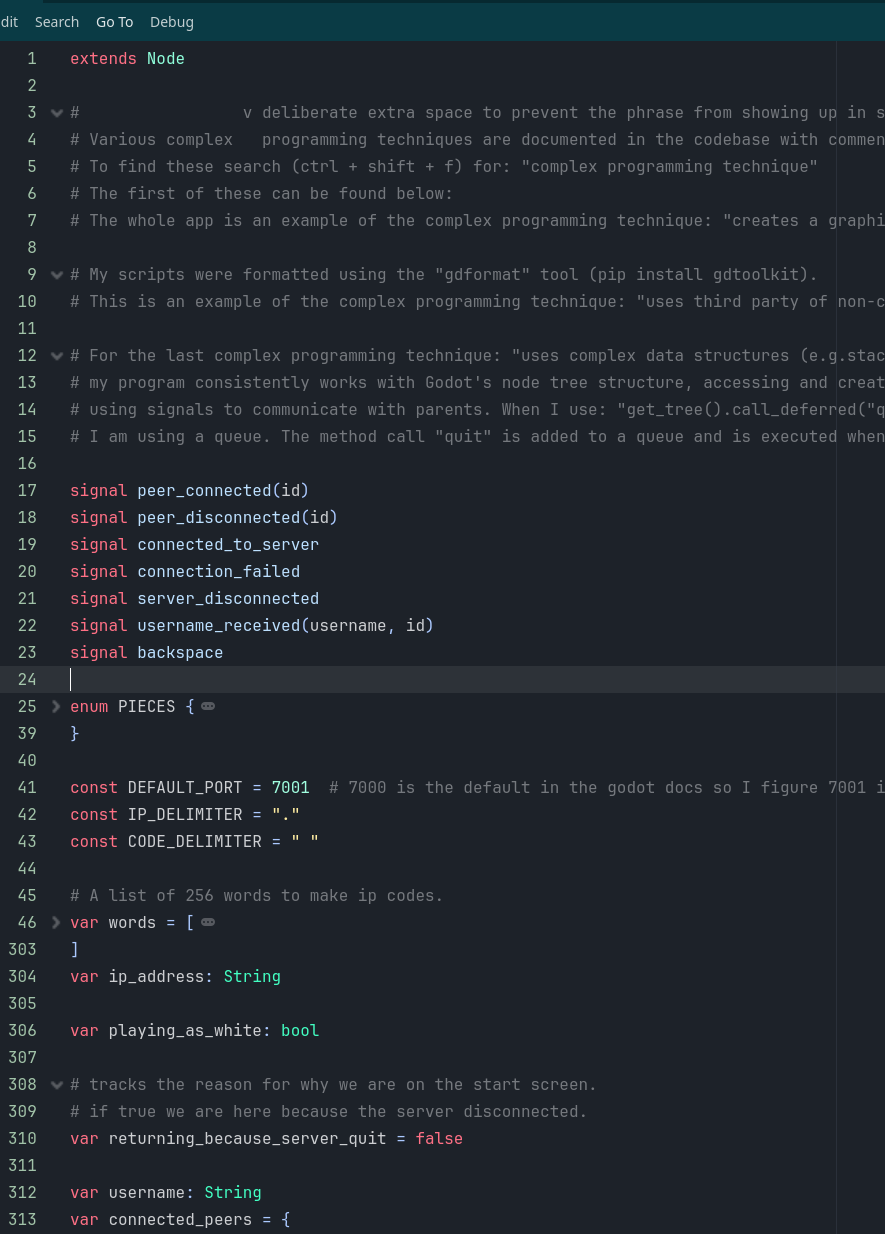 dit Search Go To Debug
1 extends Node
2
3 # v deliberate extra space to prevent the phrase from showing up in s
4 # Various complex   programming techniques are documented in the codebase with commen
5 # To find these search (ctrl + shift + f) for: "complex programming technique"
6 # The first of these can be found below:
7 # The whole app is an example of the complex programming technique: "creates a graphi
8
9 # My scripts were formatted using the "gdformat" tool (pip install gdtoolkit).
10 # This is an example of the complex programming technique: "uses third party of non-c
11
12 # For the last complex programming technique: "uses complex data structures (e.g.stac
13 # my program consistently works with Godot's node tree structure, accessing and creat
14 # using signals to communicate with parents. When I use: "get_tree().call_deferred("q
15 # I am using a queue. The method call "quit" is added to a queue and is executed when
16
17 signal peer_connected(id)
18 signal peer_disconnected(id)
19 signal connected_to_server
20 signal connection_failed
21 signal server_disconnected
22 signal username_received(username, id)
23 signal backspace
24
25 enum PIECES {
39 }
40
41 const DEFAULT_PORT = 7001  # 7000 is the default in the godot docs so I figure 7001 i
42 const IP_DELIMITER = "."
43 const CODE_DELIMITER = " "
44
45 # A list of 256 words to make ip codes.
46 var words = [
303 ]
304 var ip_address: String
305
306 var playing_as_white: bool
307
308 # tracks the reason for why we are on the start screen.
309 # if true we are here because the server disconnected.
310 var returning_because_server_quit = false
311
312 var username: String
313 var connected_peers = {